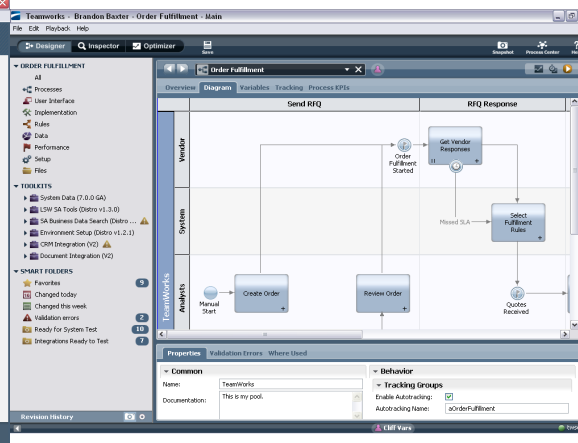 Teamworks - Brandon Baxter - Order Fulfillment - Main
File Edit Playback Help
Designer Inspector Optimizer
Save
Snapshot Process Center
ORDER FULFILLMENT
All
Processes
User Interface
Implementation
Rules
Data
Performance
Setup
Files
TOOLKITS
System Data (7.0.0 GA)
LSW SA Tools (Distro v1.3.0)
SA Business Data Search (Distro ...
Environment Setup (Distro v1.2.1)
CRM Integration (V2)
Document Integration (V2)
SMART FOLDERS
Favorites 9
Changed today
Changed this week
Validation errors 2
Ready for System Test 10
Integrations Ready to Test 7
Revision History
Order Fulfillment
Overview Diagram Variables Tracking Process KPIs
Send RFQ
RFQ Response
TeamWorks
Vendor
Order Fulfillment Started
Get Vendor Responses
System
Missed SLA
Select Fulfillment Rules
Analysts
Manual Start
Create Order
Review Order
Quotes Received
Properties Validation Errors Where Used
Common
Name: TeamWorks
Documentation: This is my pool.
Behavior
Tracking Groups
Enable Autotracking:
Autotracking Name: aOrderFulfillment
Cliff Vars